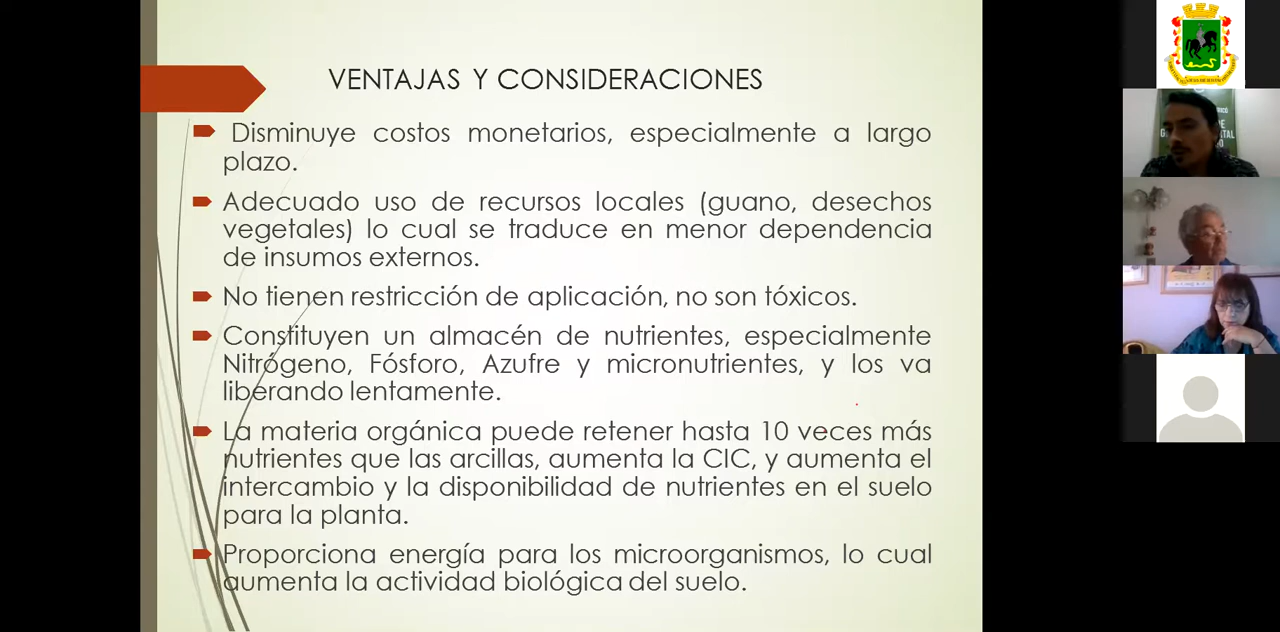 VENTAJAS Y CONSIDERACIONES
Disminuye costos monetarios, especialmente a largo
plazo.
Adecuado uso de recursos locales (guano, desechos
vegetales) lo cual se traduce en menor dependencia
de insumos externos.
No tienen restricción de aplicación, no son tóxicos.
Constituyen un almacén de nutrientes, especialmente
Nitrógeno, Fósforo, Azufre y micronutrientes, y los va
liberando lentamente.
La materia orgánica puede retener hasta 10 veces más
nutrientes que las arcillas, aumenta la CIC, y aumenta el
intercambio y la disponibilidad de nutrientes en el suelo
para la planta.
Proporciona energía para los microorganismos, lo cual
aumenta la actividad biológica del suelo.